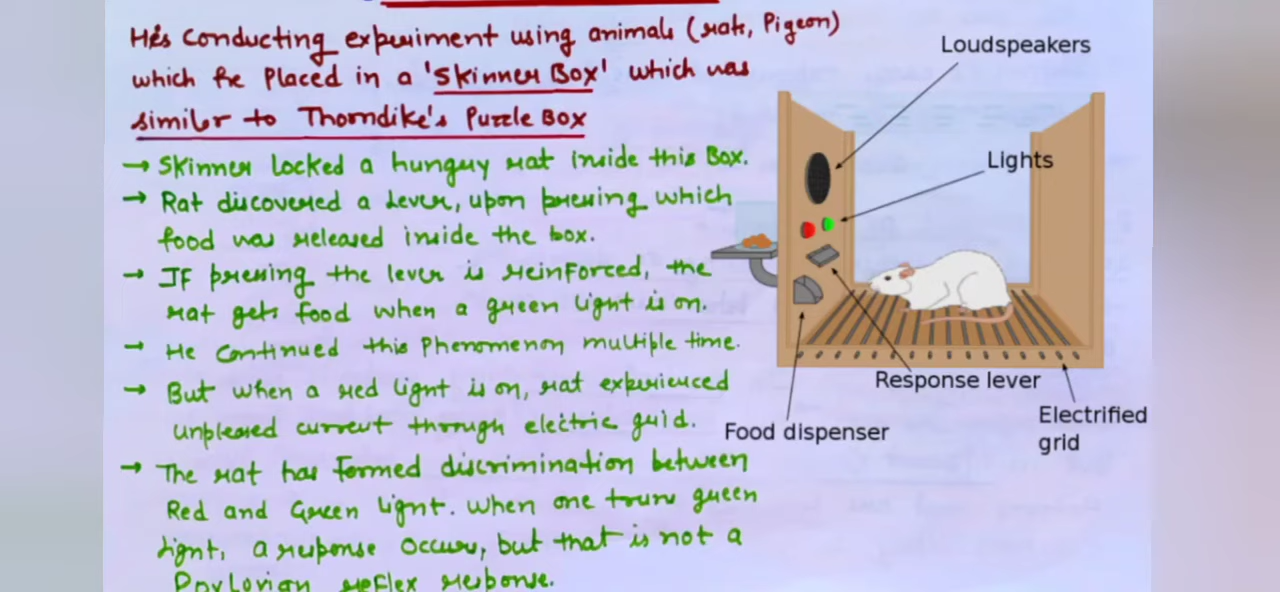 He's Conducting experiment using animals (rats, Pigeon)
which he Placed in a 'Skinner Box' which was
similer to Thorndike's Puzzle Box
→ Skinner Locked a hungry rat inside this Box.
→ Rat discovered a Lever, upon pressing which
food was released inside the box.
→ If pressing the lever is reinforced, the
rat gets food when a green light is on.
→ He Continued this Phenomenon multiple time.
→ But when a red light is on, rat experienced
unpleased current through electric grid.
→ The rat has formed discrimination between
Red and Green light. When one turns green
light, a response occurs, but that is not a
Pavlovian reflex response.
Loudspeakers
Lights
Response lever
Electrified
grid
Food dispenser